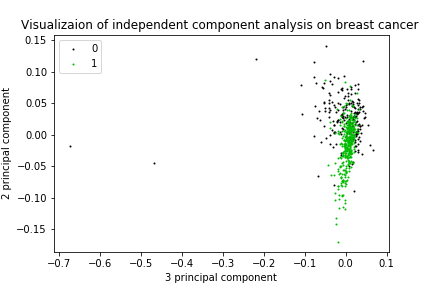 Visualizaion of independent component analysis on breast cancer
0
1
0.15
0.10
0.05
0.00
−0.05
−0.10
−0.15
2 principal component
−0.7 −0.6 −0.5 −0.4 −0.3 −0.2 −0.1 0.0 0.1
3 principal component